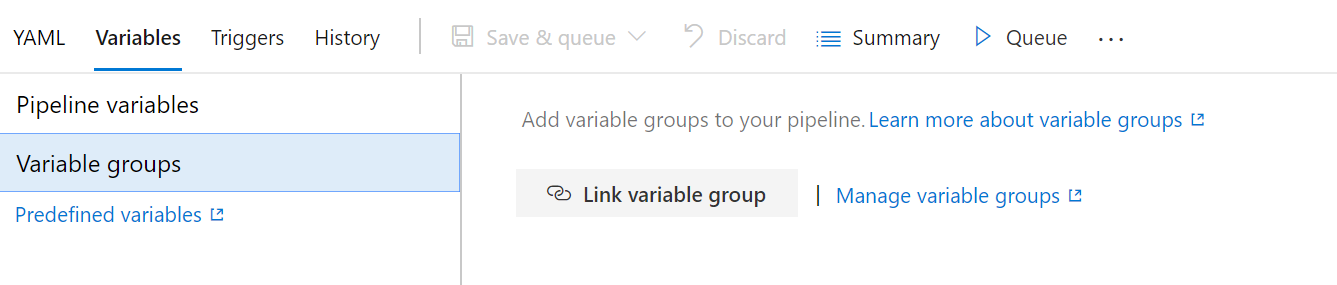 YAML Variables Triggers History Save & queue Discard Summary Queue ...
Pipeline variables
Variable groups
Predefined variables
Add variable groups to your pipeline. Learn more about variable groups
Link variable group | Manage variable groups